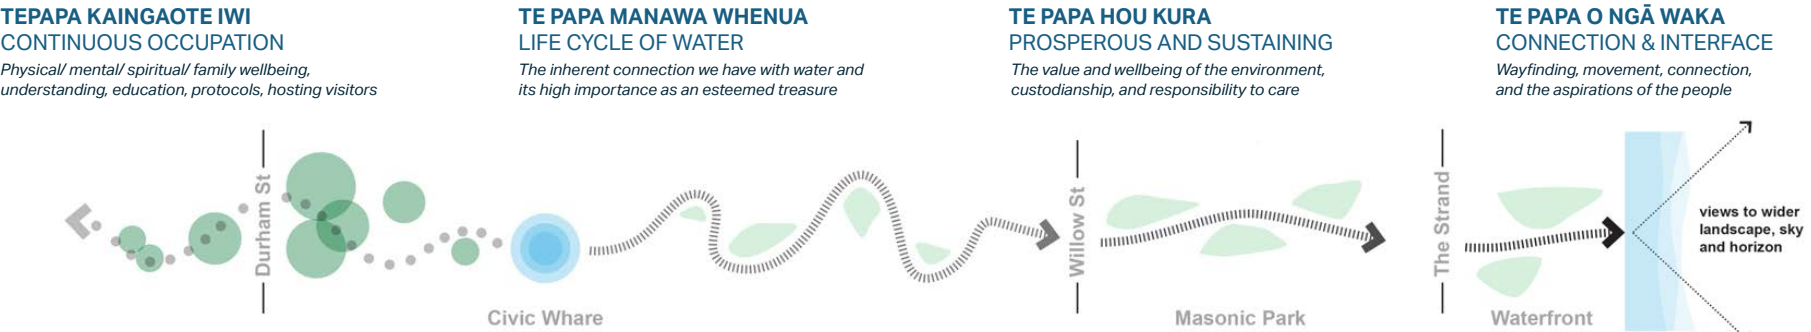 TEPAPA KAINGAOTE IWI
CONTINUOUS OCCUPATION
Physical/ mental/ spiritual/ family wellbeing,
understanding, education, protocols, hosting visitors
TE PAPA MANAWA WHENUA
LIFE CYCLE OF WATER
The inherent connection we have with water and
its high importance as an esteemed treasure
TE PAPA HOU KURA
PROSPEROUS AND SUSTAINING
The value and wellbeing of the environment,
custodianship, and responsibility to care
TE PAPA O NGĀ WAKA
CONNECTION & INTERFACE
Wayfinding, movement, connection,
and the aspirations of the people
Durham St
Civic Whare
Willow St
Masonic Park
The Strand
Waterfront
views to wider
landscape, sky
and horizon